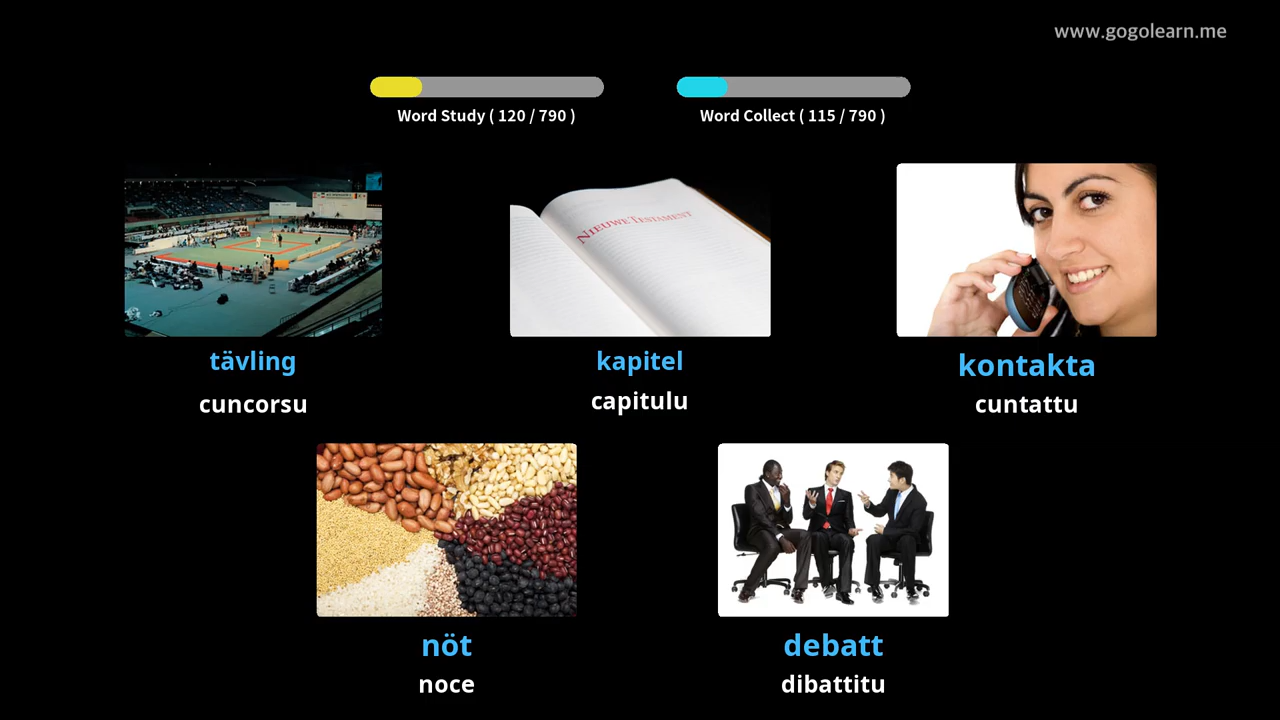 www.gogolearn.me
Word Study ( 120 / 790 )
Word Collect ( 115 / 790 )
NIEUWE TESTAMENT
tävling
kapitel
kontakta
cuncorsu
capitulu
cuntattu
nöt
debatt
noce
dibattitu